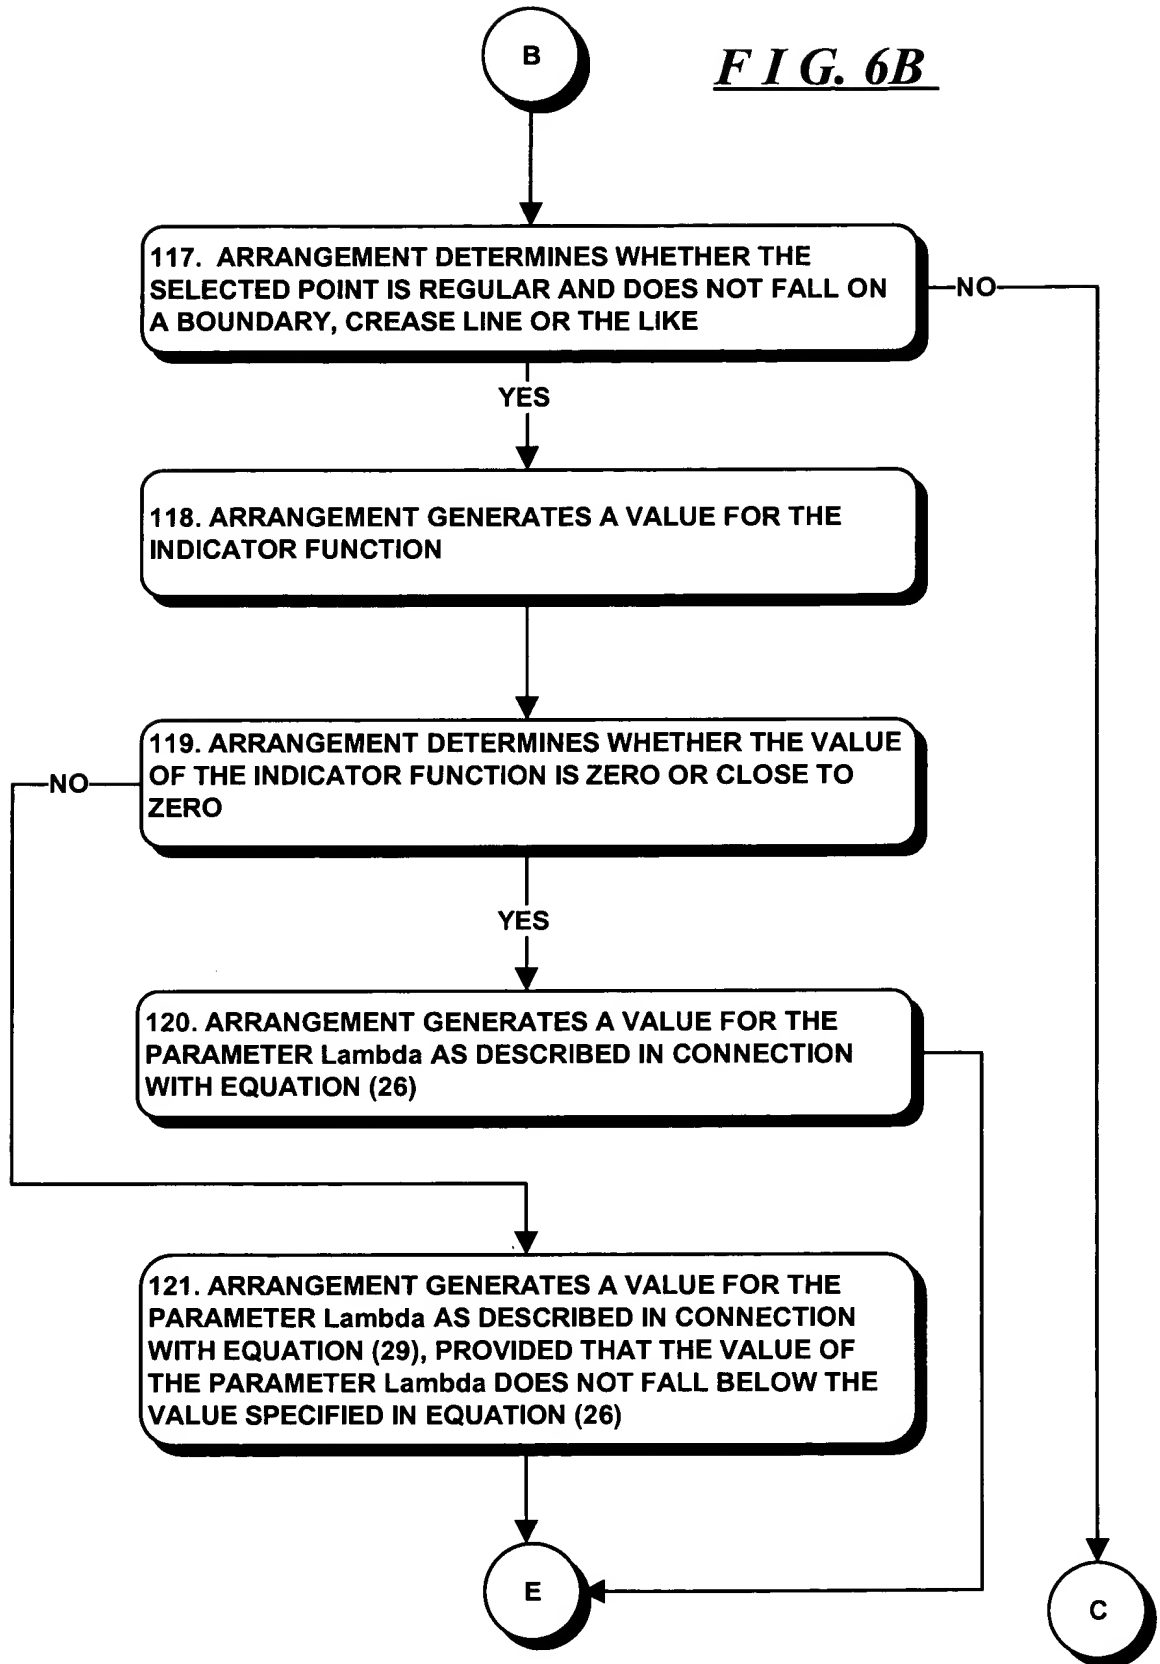 B
F I G. 6B
117. ARRANGEMENT DETERMINES WHETHER THE
SELECTED POINT IS REGULAR AND DOES NOT FALL ON
A BOUNDARY, CREASE LINE OR THE LIKE
NO
YES
118. ARRANGEMENT GENERATES A VALUE FOR THE
INDICATOR FUNCTION
119. ARRANGEMENT DETERMINES WHETHER THE VALUE
OF THE INDICATOR FUNCTION IS ZERO OR CLOSE TO
ZERO
NO
YES
120. ARRANGEMENT GENERATES A VALUE FOR THE
PARAMETER Lambda AS DESCRIBED IN CONNECTION
WITH EQUATION (26)
121. ARRANGEMENT GENERATES A VALUE FOR THE
PARAMETER Lambda AS DESCRIBED IN CONNECTION
WITH EQUATION (29), PROVIDED THAT THE VALUE OF
THE PARAMETER Lambda DOES NOT FALL BELOW THE
VALUE SPECIFIED IN EQUATION (26)
E
C